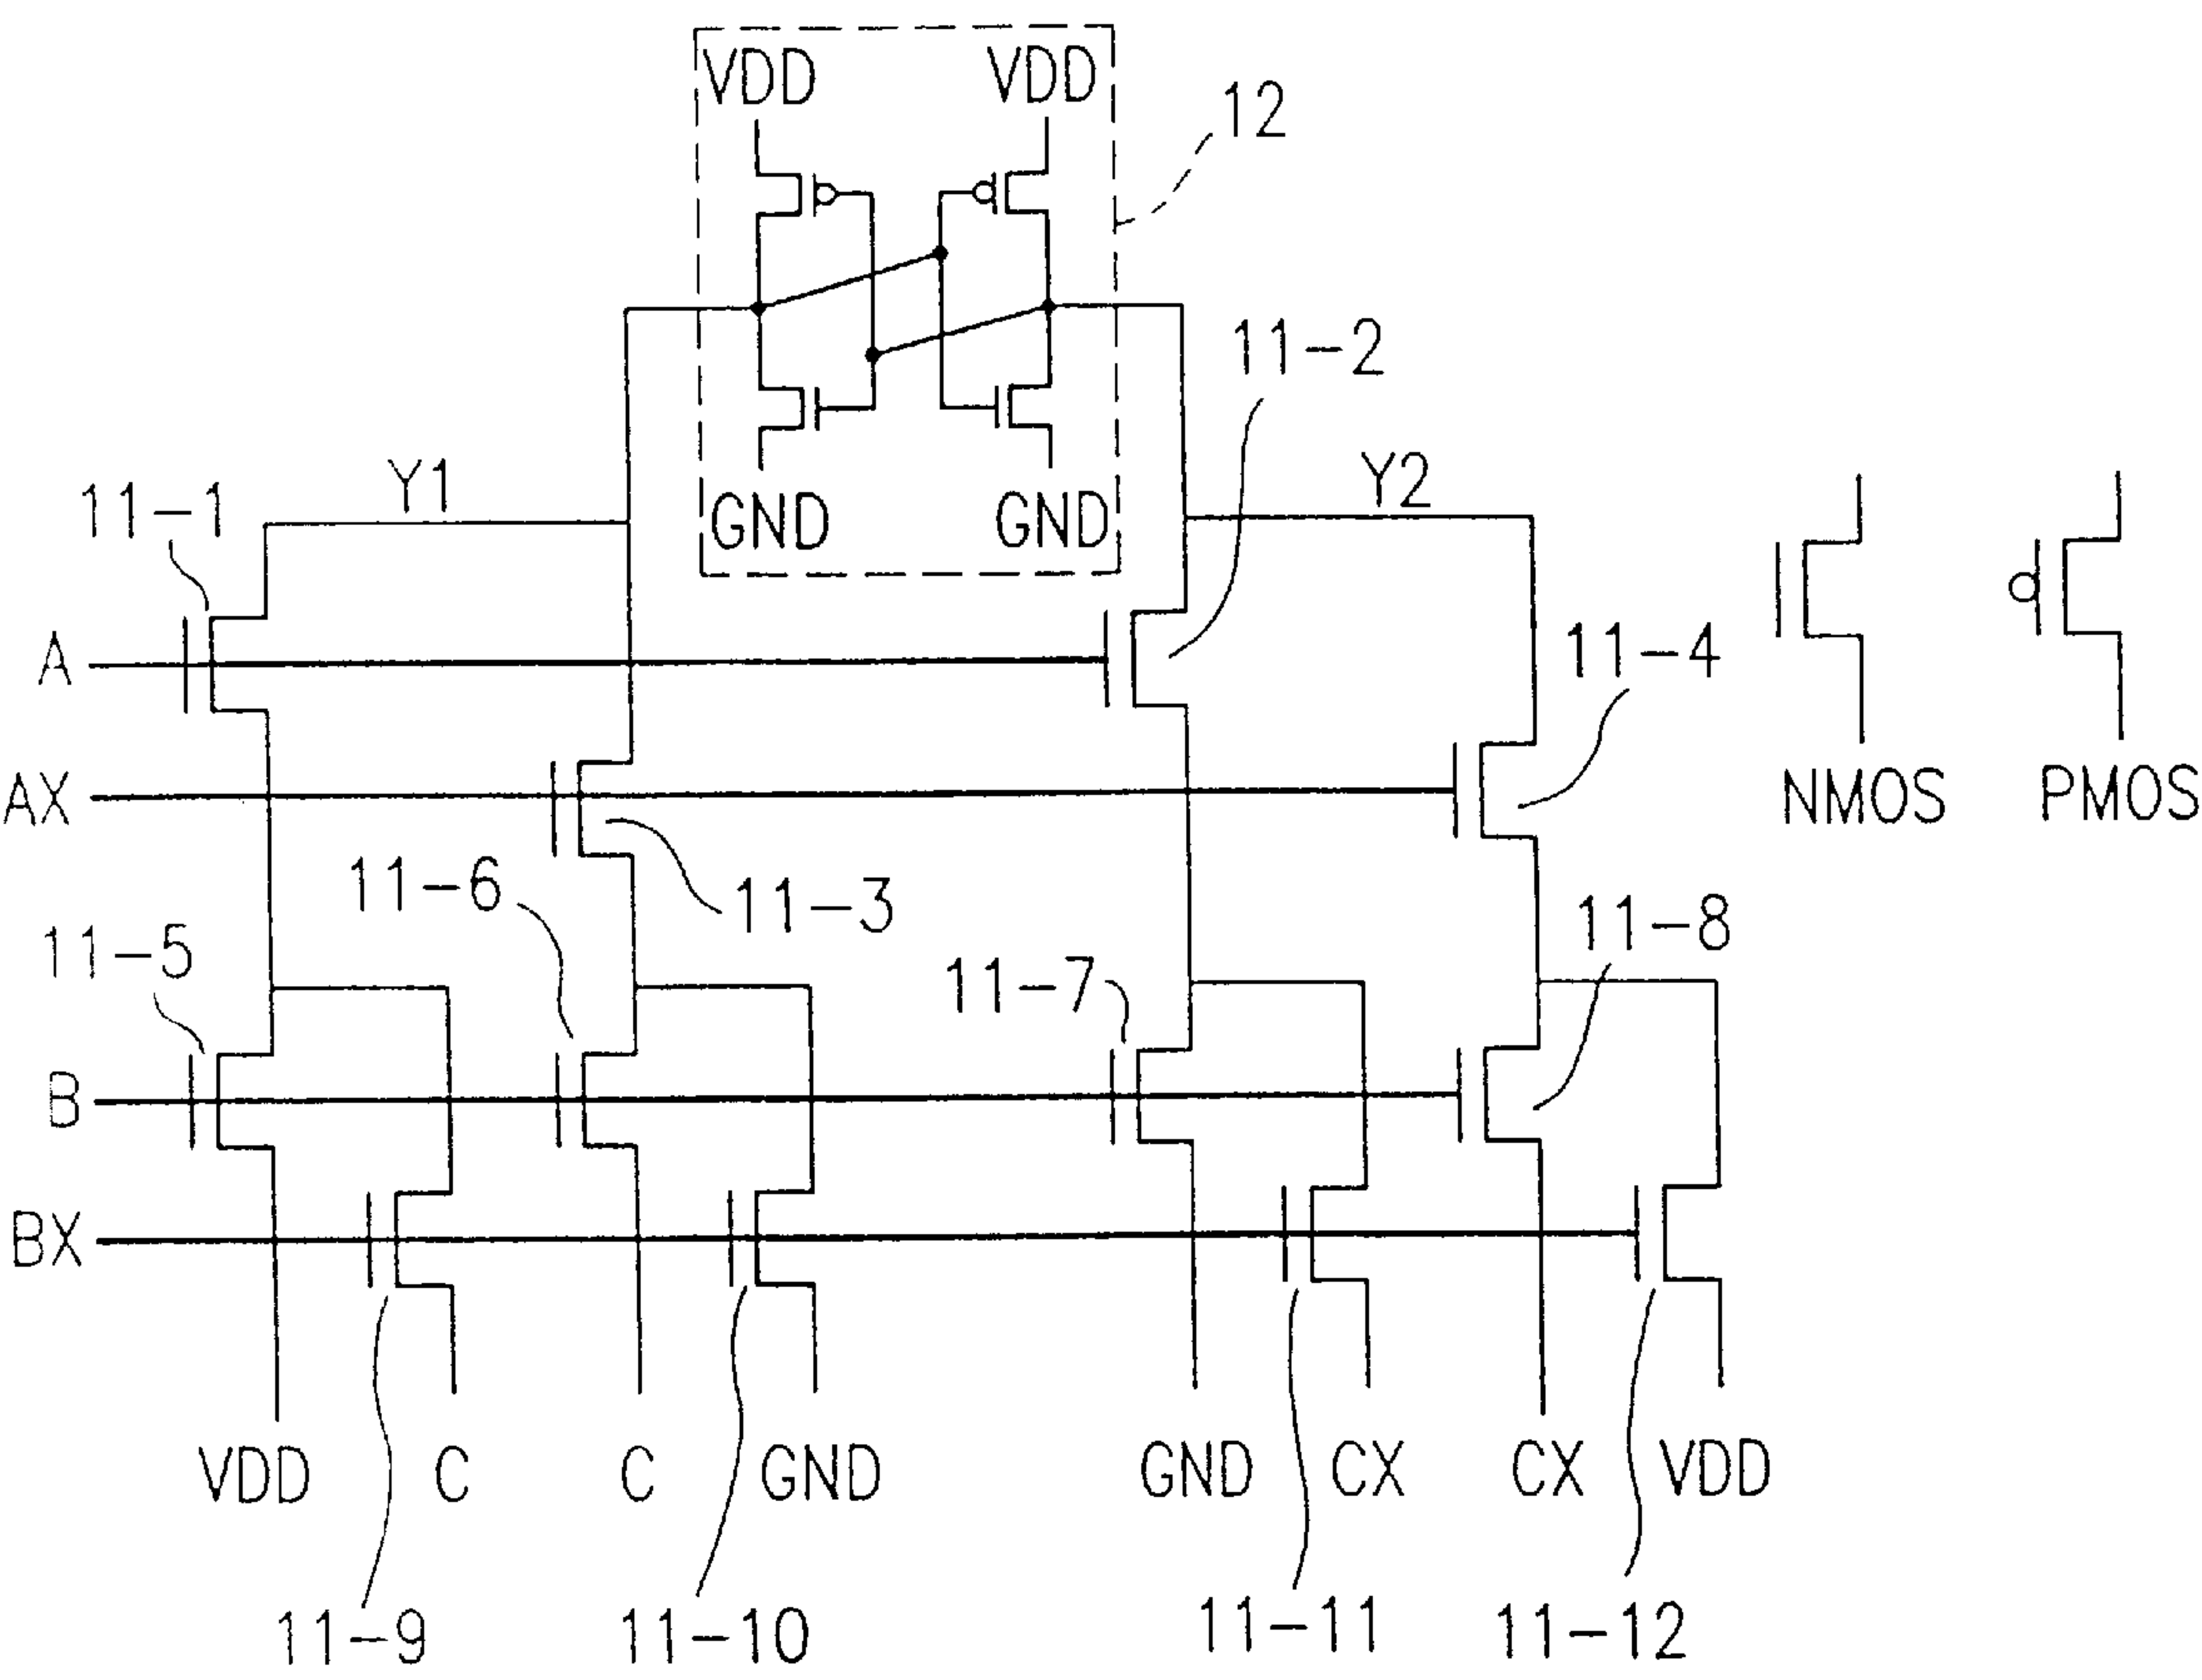 VDD VDD
12
11-2
Y1 Y2
11-1
GND GND
A
11-4
AX
NMOS PMOS
11-6
11-3
11-5
11-7
11-8
B
BX
VDD C C GND GND CX CX VDD
11-9 11-10 11-11 11-12